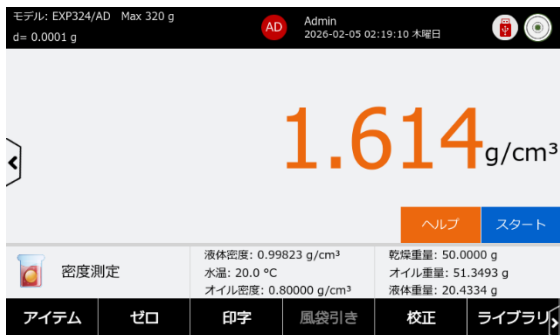 モデル: EXP324/AD Max 320 g
d= 0.0001 g
AD
Admin
2026-02-05 02:19:10 木曜日
1.614 g/cm³
ヘルプ
スタート
密度測定
液体密度: 0.99823 g/cm³
水温: 20.0 °C
オイル密度: 0.80000 g/cm³
乾燥重量: 50.0000 g
オイル重量: 51.3493 g
液体重量: 20.4334 g
アイテム
ゼロ
印字
風袋引き
校正
ライブラリ